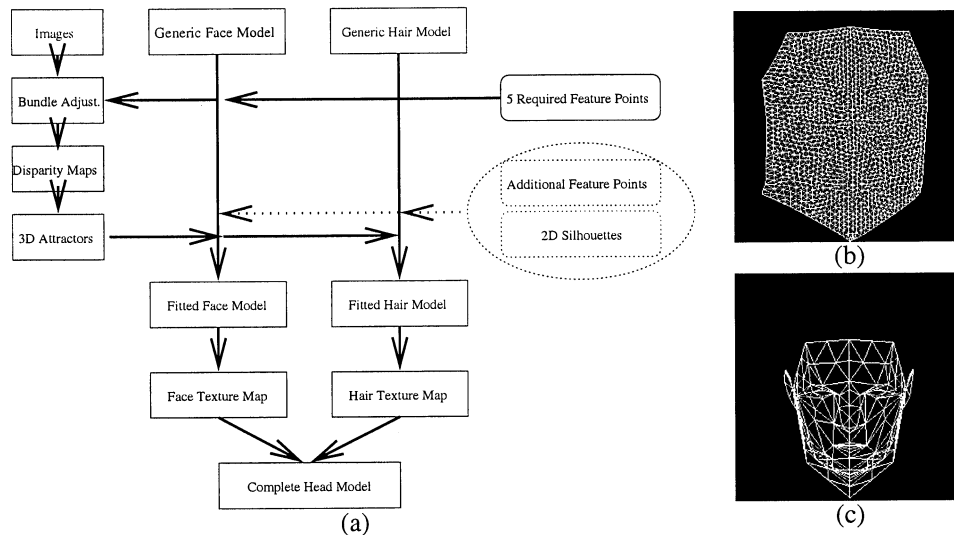 Images
Generic Face Model
Generic Hair Model
Bundle Adjust.
5 Required Feature Points
Disparity Maps
Additional Feature Points
3D Attractors
2D Silhouettes
Fitted Face Model
Fitted Hair Model
Face Texture Map
Hair Texture Map
Complete Head Model
(a)
(b)
(c)